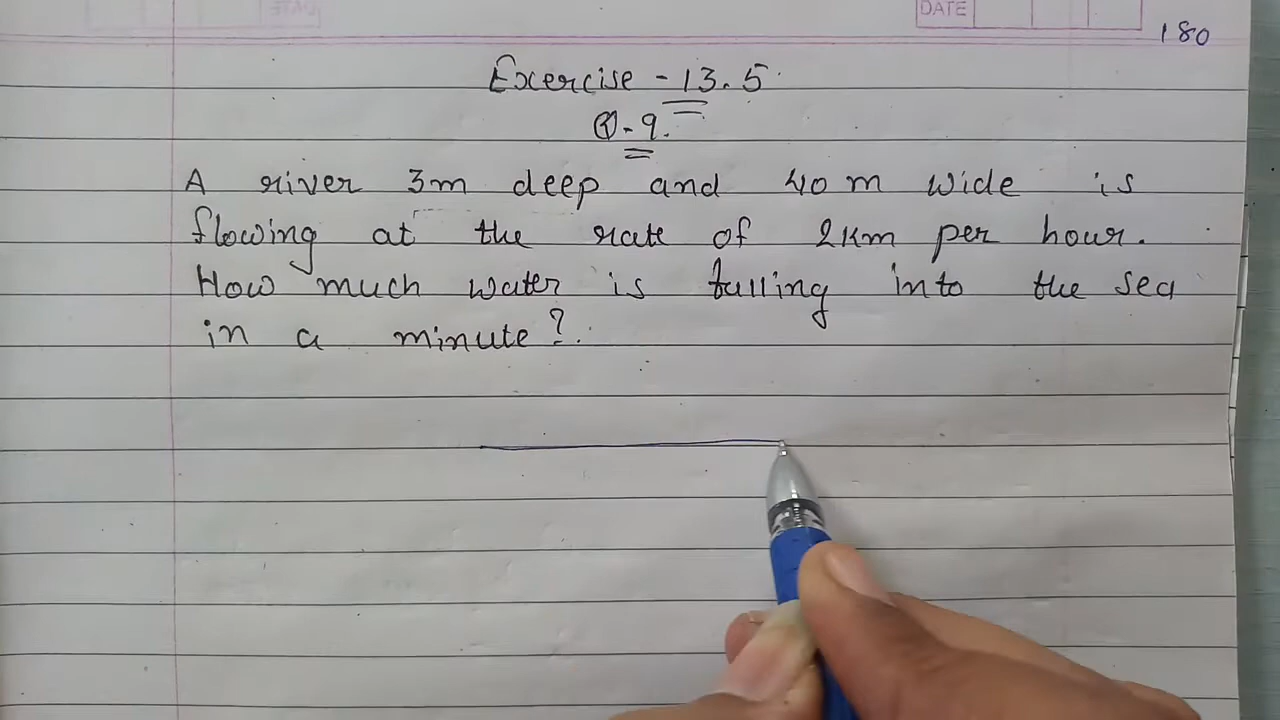 DATE
180
Exercise - 13.5
Q-9.
A river 3m deep and 40 m wide is
flowing at the rate of 2Km per hour.
How much water is falling into the sea
in a minute?